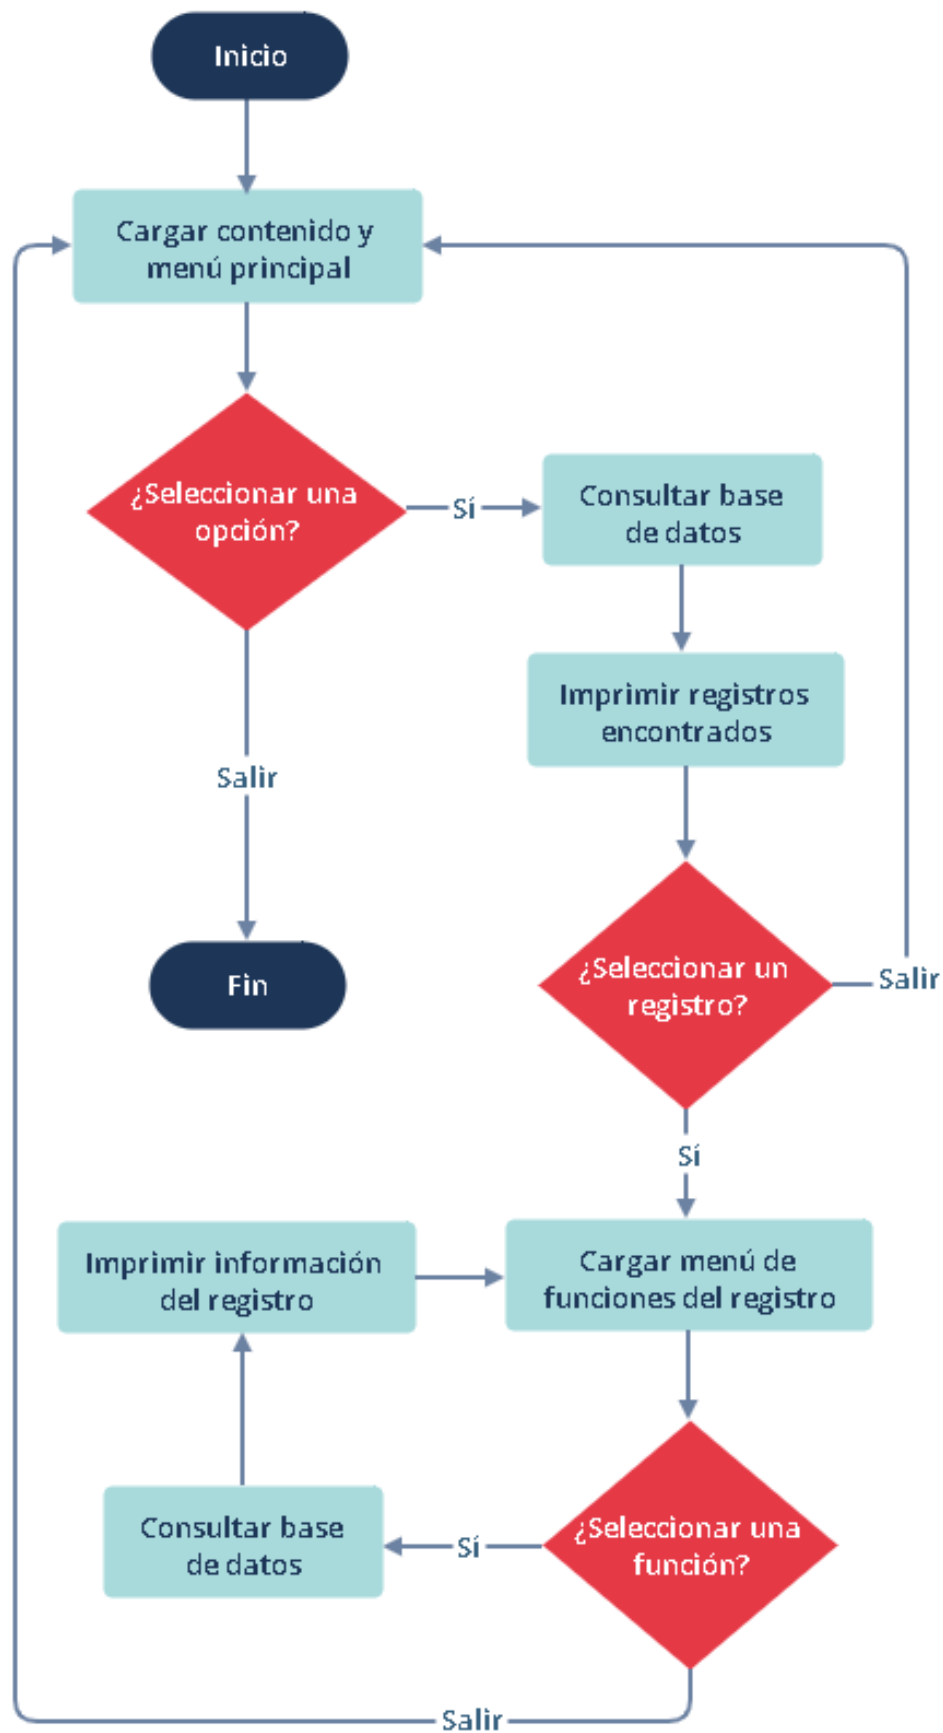 Inicio
Cargar contenido y
menú principal
¿Seleccionar una
opción?
Sí
Consultar base
de datos
Imprimir registros
encontrados
Salir
Fin
¿Seleccionar un
registro?
Salir
Sí
Imprimir información
del registro
Cargar menú de
funciones del registro
Consultar base
de datos
Sí
¿Seleccionar una
función?
Salir